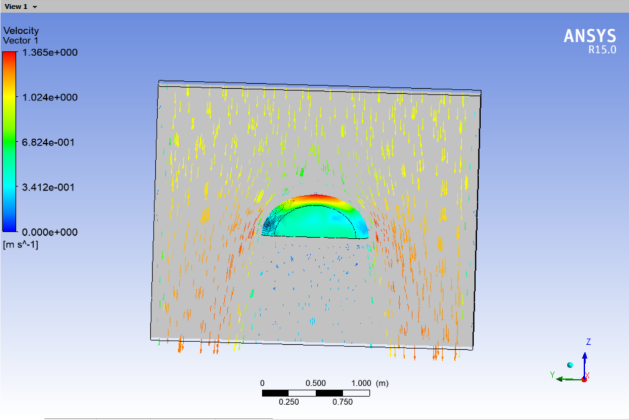 View 1
Velocity
Vector 1
1.365e+000
1.024e+000
6.824e-001
3.412e-001
0.000e+000
[m s^-1]
ANSYS
R15.0
0 0.500 1.000 (m)
0.250 0.750
Z
Y X